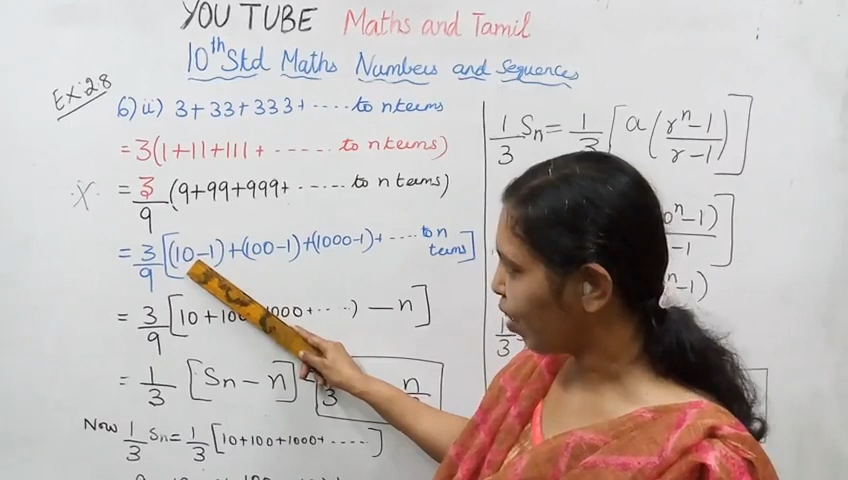 YOU TUBE Maths and Tamil
10th Std Maths Numbers and Sequences
Ex: 2.8
6) ii) 3+33+333+ .... to n terms
= 3(1+11+111+ ..... to n terms)
= 3/9 (9+99+999+ ..... to n terms)
= 3/9 [(10-1)+(100-1)+(1000-1)+ .... to n terms]
= 3/9 [10+100 1000+ ....) - n]
= 1/3 [Sn - n]
3 n
Now 1/3 Sn = 1/3 [10+100+1000+ .....]
1/3 Sn = 1/3 [a (r^n-1 / r-1)]
0^n-1)
-1
^n-1)
1/3